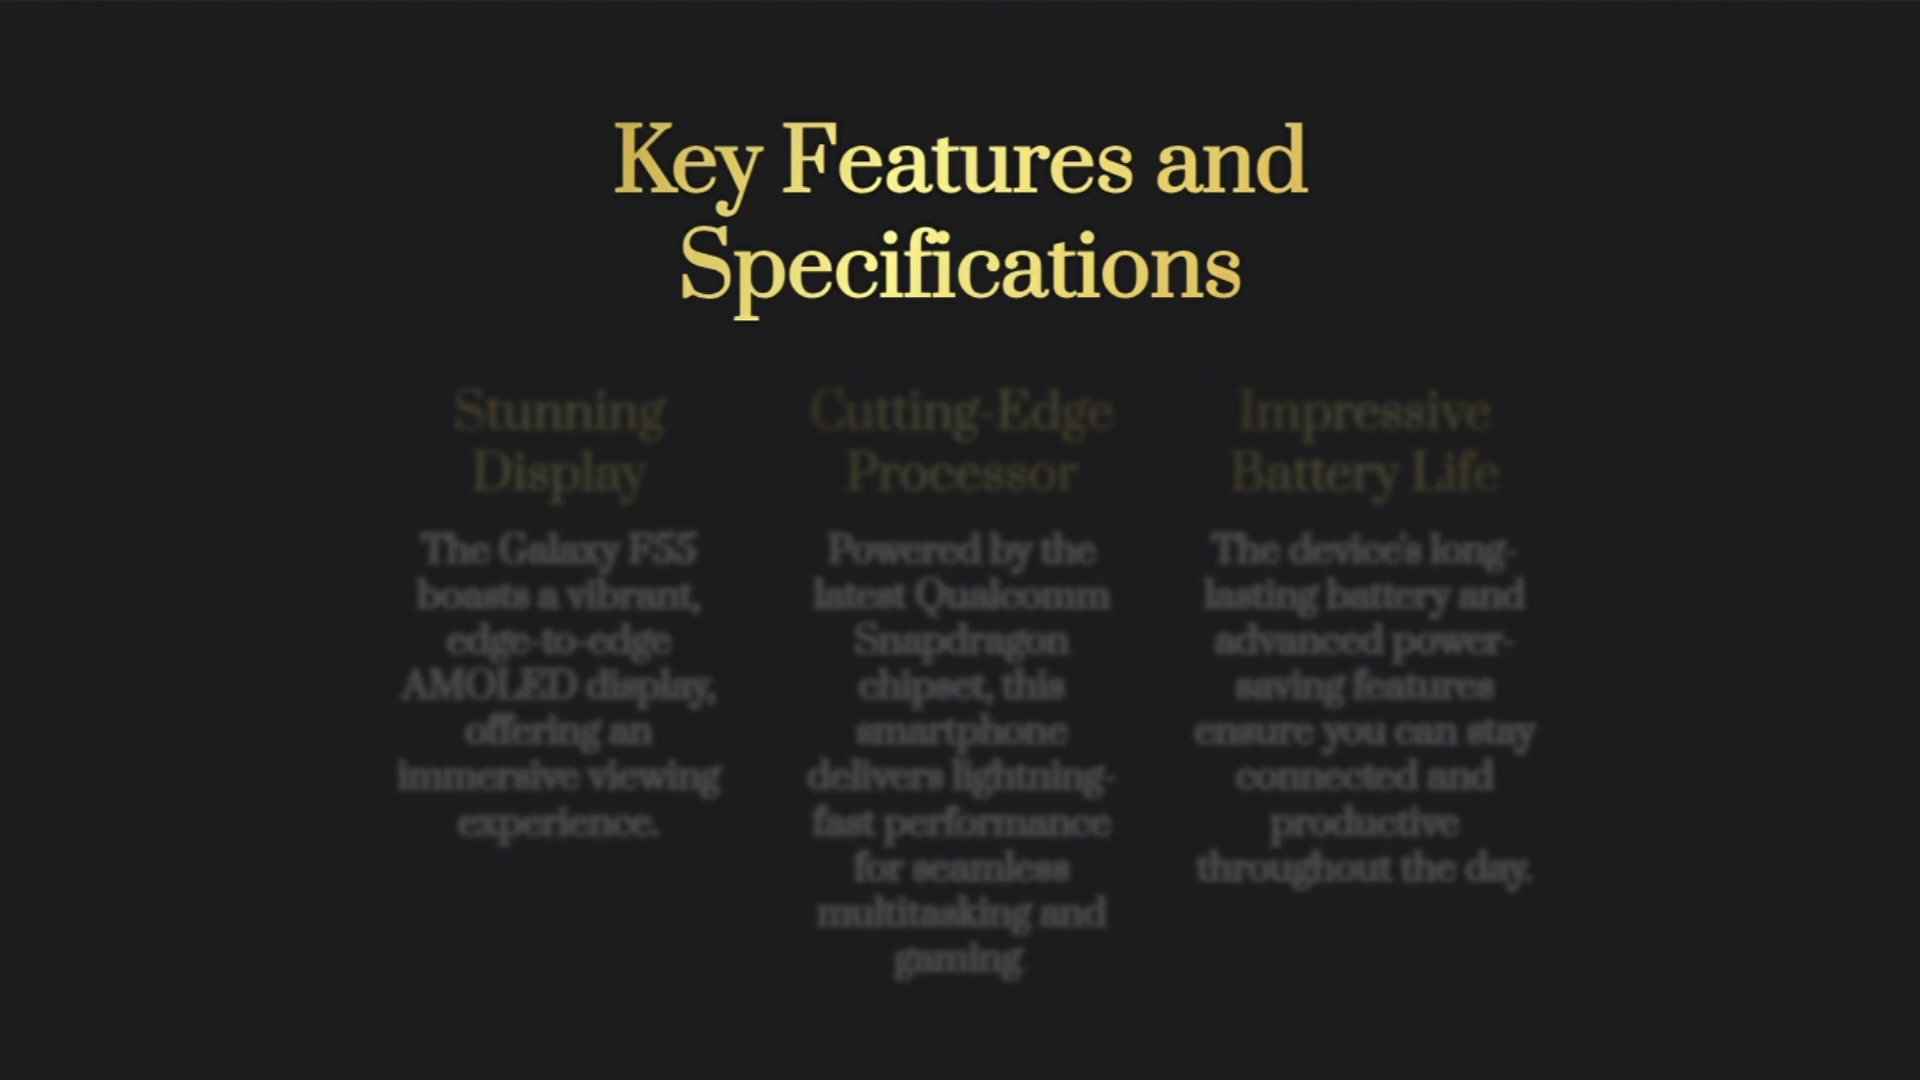 Key Features and
Specifications
Stunning
Display
The Galaxy F55
boasts a vibrant,
edge-to-edge
AMOLED display,
offering an
immersive viewing
experience.
Cutting-Edge
Processor
Powered by the
latest Qualcomm
Snapdragon
chipset, this
smartphone
delivers lightning-
fast performance
for seamless
multitasking and
gaming.
Impressive
Battery Life
The device's long-
lasting battery and
advanced power-
saving features
ensure you can stay
connected and
productive
throughout the day.